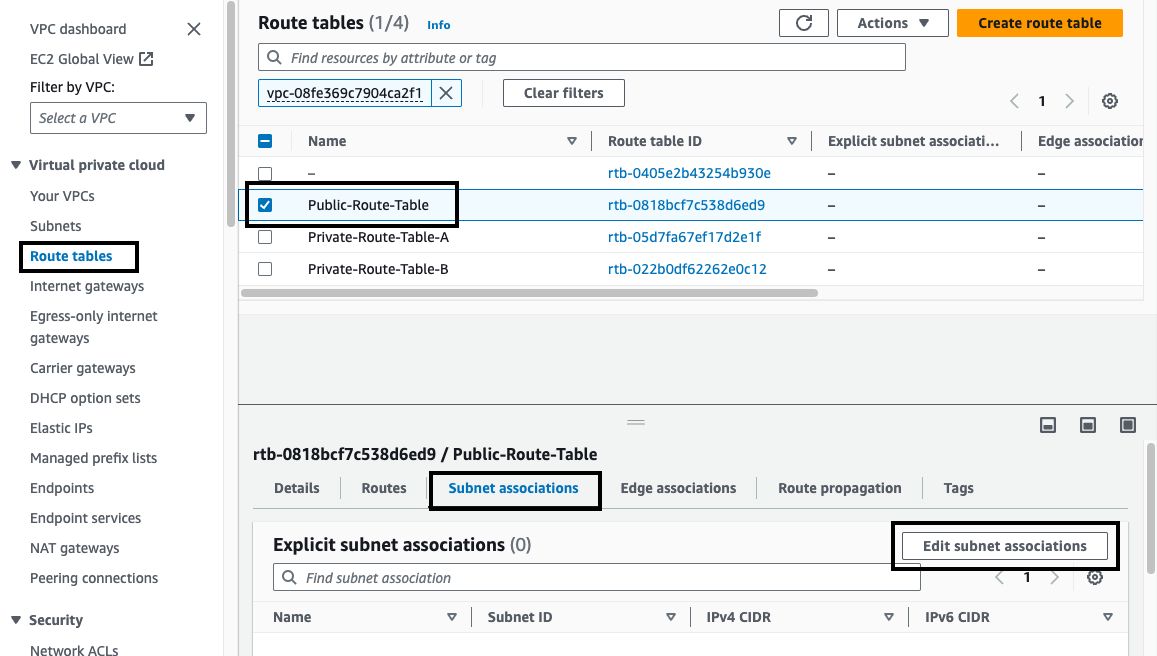 VPC dashboard
EC2 Global View
Filter by VPC:
Select a VPC
Virtual private cloud
Your VPCs
Subnets
Route tables
Internet gateways
Egress-only internet
gateways
Carrier gateways
DHCP option sets
Elastic IPs
Managed prefix lists
Endpoints
Endpoint services
NAT gateways
Peering connections
Security
Network ACLs
Route tables (1/4) Info
Actions
Create route table
Find resources by attribute or tag
vpc-08fe369c7904ca2f1
Clear filters
1
Name Route table ID Explicit subnet associati... Edge association
– rtb-0405e2b43254b930e – –
Public-Route-Table rtb-0818bcf7c538d6ed9 – –
Private-Route-Table-A rtb-05d7fa67ef17d2e1f – –
Private-Route-Table-B rtb-022b0df62262e0c12 – –
rtb-0818bcf7c538d6ed9 / Public-Route-Table
Details Routes Subnet associations Edge associations Route propagation Tags
Explicit subnet associations (0)
Edit subnet associations
Find subnet association
1
Name Subnet ID IPv4 CIDR IPv6 CIDR